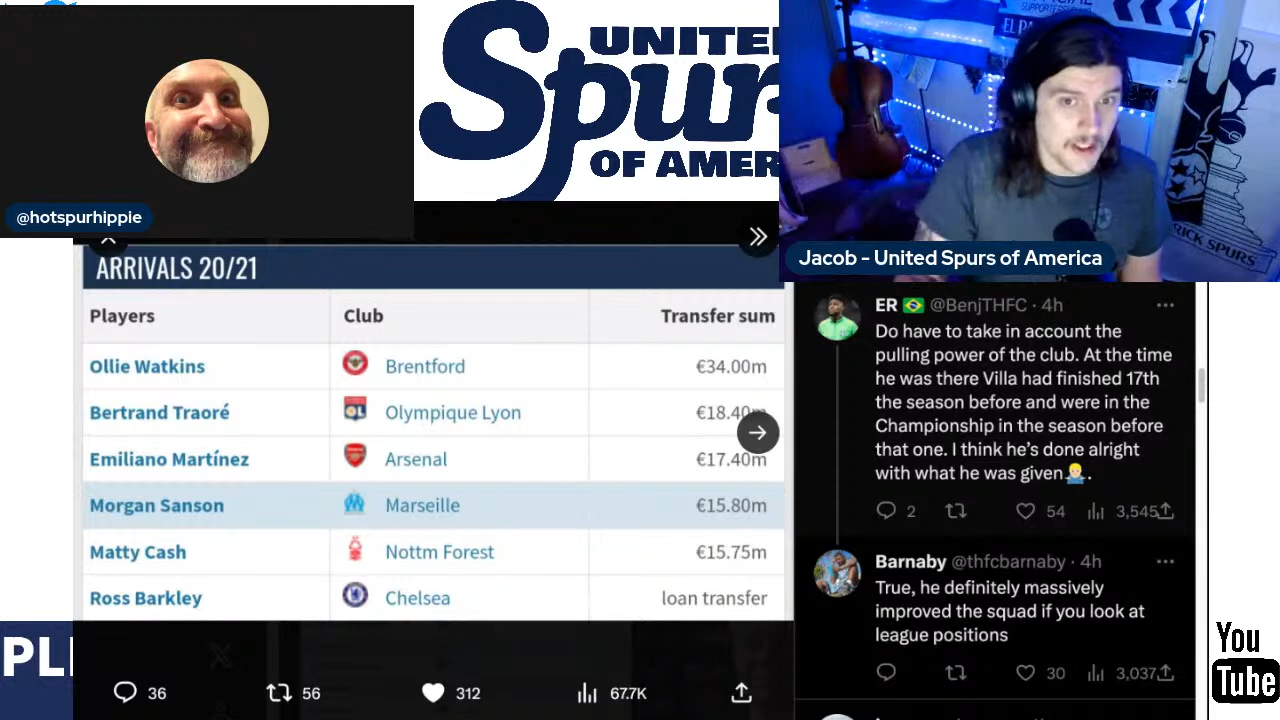 UNITE
Spur
OF AMER
@hotspurhippie
Jacob - United Spurs of America
RICK SPURS
ARRIVALS 20/21
Players Club Transfer sum
Ollie Watkins Brentford €34.00m
Bertrand Traoré Olympique Lyon €18.40m
Emiliano Martínez Arsenal €17.40m
Morgan Sanson Marseille €15.80m
Matty Cash Nottm Forest €15.75m
Ross Barkley Chelsea loan transfer
36 56 312 67.7K
ER 🇧🇷 @BenjTHFC · 4h
Do have to take in account the
pulling power of the club. At the time
he was there Villa had finished 17th
the season before and were in the
Championship in the season before
that one. I think he's done alright
with what he was given🤷🏼‍♂️.
2 54 3,545
Barnaby @thfcbarnaby · 4h
True, he definitely massively
improved the squad if you look at
league positions
30 3,037
PL
You
Tube